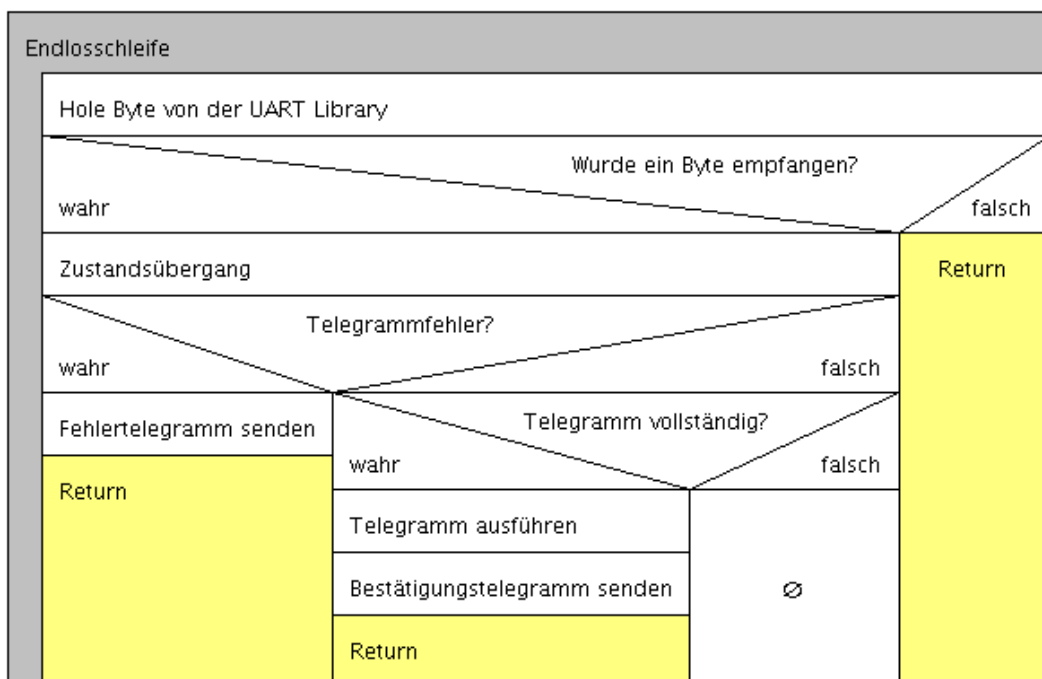 Endlosschleife
Hole Byte von der UART Library
Wurde ein Byte empfangen?
wahr
falsch
Zustandsübergang
Return
Telegrammfehler?
wahr
falsch
Fehlertelegramm senden
Telegramm vollständig?
wahr
falsch
Return
Telegramm ausführen
Bestätigungstelegramm senden
∅
Return